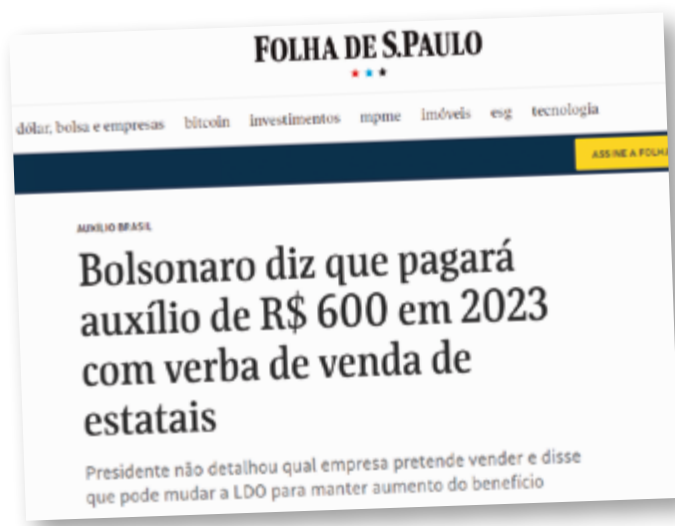 FOLHA DE S.PAULO
dólar, bolsa e empresas bitcoin investimentos mpme imóveis esg tecnologia
ASSINE A FOLHA
AUXÍLIO BRASIL
Bolsonaro diz que pagará
auxílio de R$ 600 em 2023
com verba de venda de
estatais
Presidente não detalhou qual empresa pretende vender e disse
que pode mudar a LDO para manter aumento do benefício